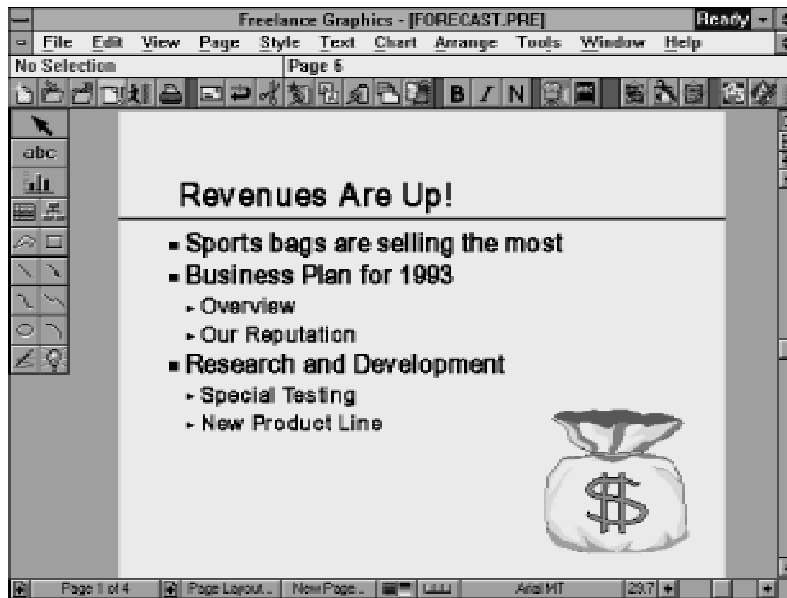 Freelance Graphics - [FORECAST.PRE] Ready
File Edit View Page Style Text Chart Arrange Tools Window Help
No Selection Page 6
B I N
abc
Revenues Are Up!
Sports bags are selling the most
Business Plan for 1993
Overview
Our Reputation
Research and Development
Special Testing
New Product Line
$
Page 1 of 4 Page Layout... New Page... Arial MT 29.7